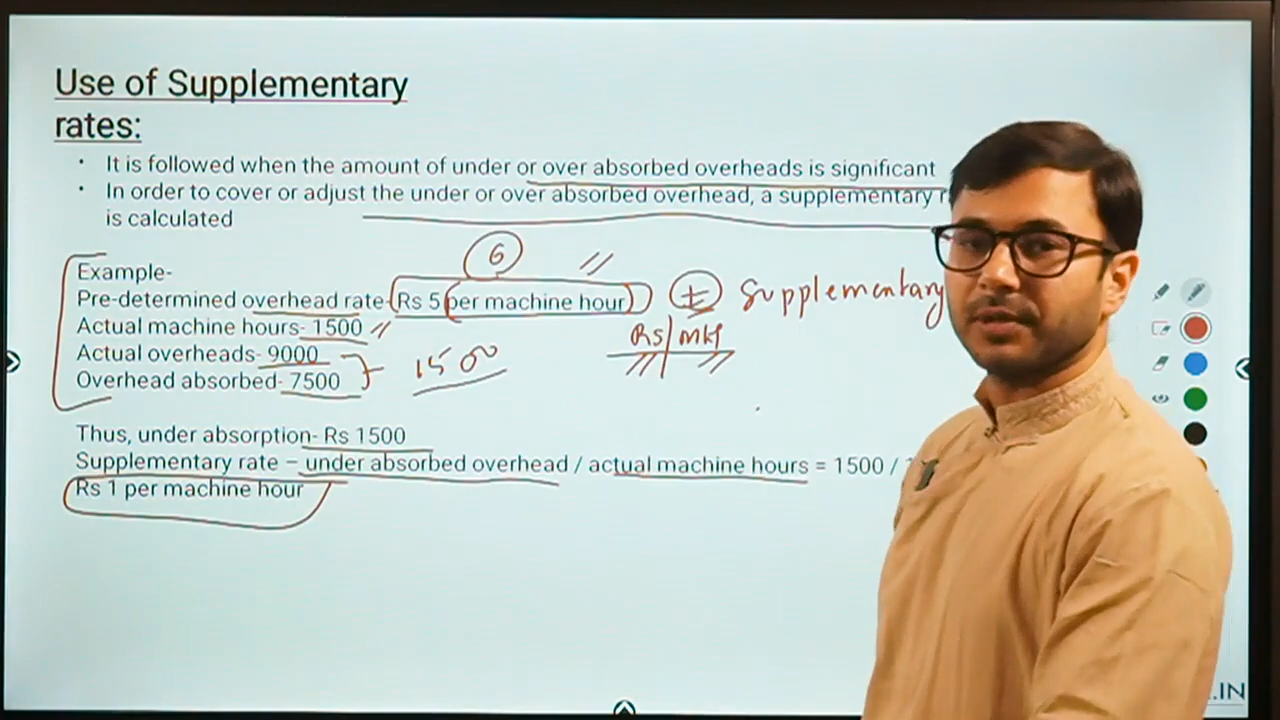 Use of Supplementary
rates:
• It is followed when the amount of under or over absorbed overheads is significant
• In order to cover or adjust the under or over absorbed overhead, a supplementary
is calculated
6
Example-
Pre-determined overhead rate- Rs 5 per machine hour ± Supplementary
Actual machine hours- 1500
Rs/MHr
Actual overheads- 9000
1500
Overhead absorbed- 7500
Thus, under absorption- Rs 1500
Supplementary rate – under absorbed overhead / actual machine hours = 1500 /
Rs 1 per machine hour
.IN